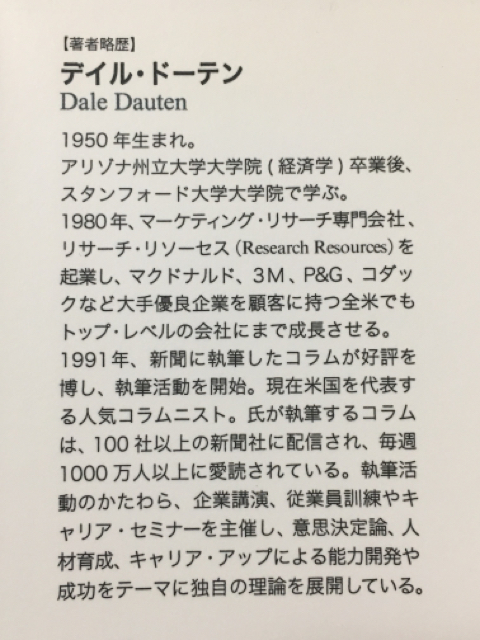 【著者略歴】
デイル・ドーテン
Dale Dauten
1950年生まれ。
アリゾナ州立大学大学院(経済学)卒業後、
スタンフォード大学大学院で学ぶ。
1980年、マーケティング・リサーチ専門会社、
リサーチ・リソーセス(Research Resources)を
起業し、マクドナルド、3M、P&G、コダッ
クなど大手優良企業を顧客に持つ全米でも
トップ・レベルの会社にまで成長させる。
1991年、新聞に執筆したコラムが好評を
博し、執筆活動を開始。現在米国を代表す
る人気コラムニスト。氏が執筆するコラム
は、100社以上の新聞社に配信され、毎週
1000万人以上に愛読されている。執筆活
動のかたわら、企業講演、従業員訓練やキ
ャリア・セミナーを主催し、意思決定論、人
材育成、キャリア・アップによる能力開発や
成功をテーマに独自の理論を展開している。